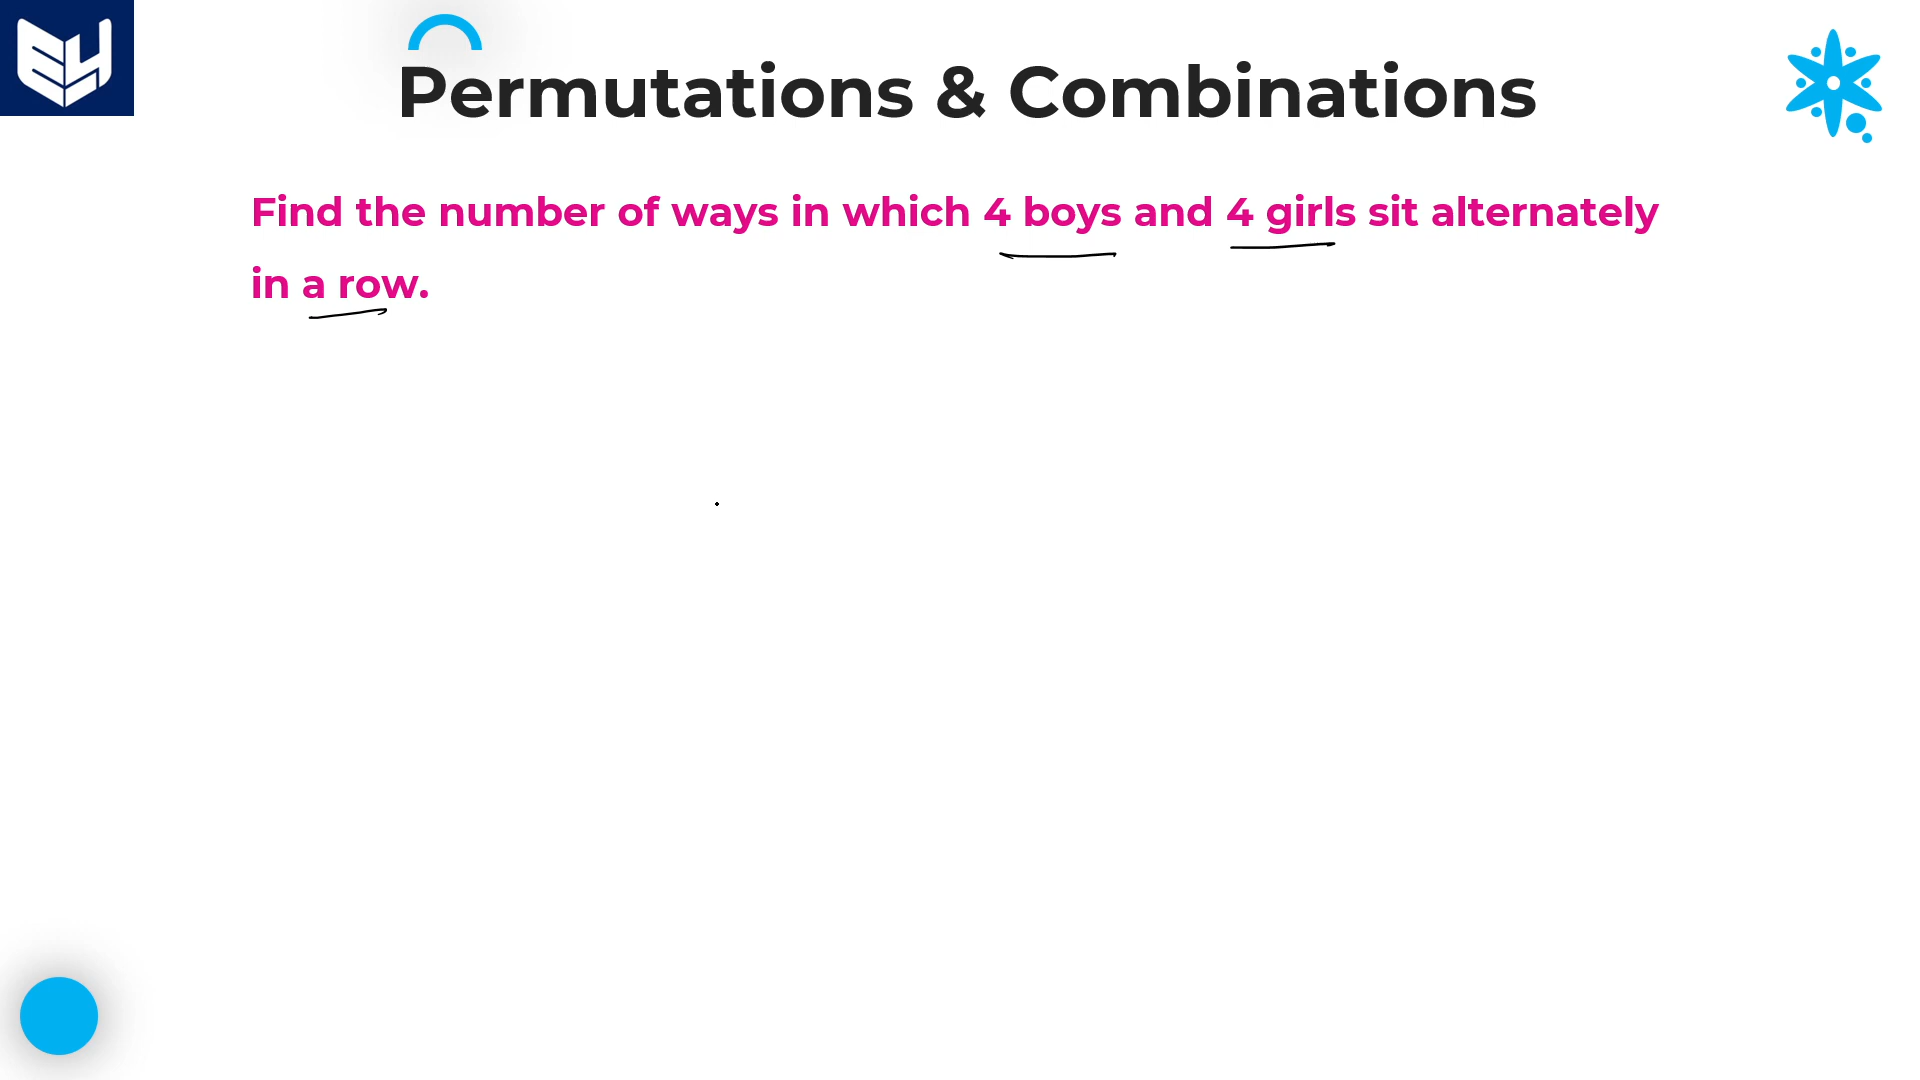 Permutations & Combinations
Find the number of ways in which 4 boys and 4 girls sit alternately
in a row.